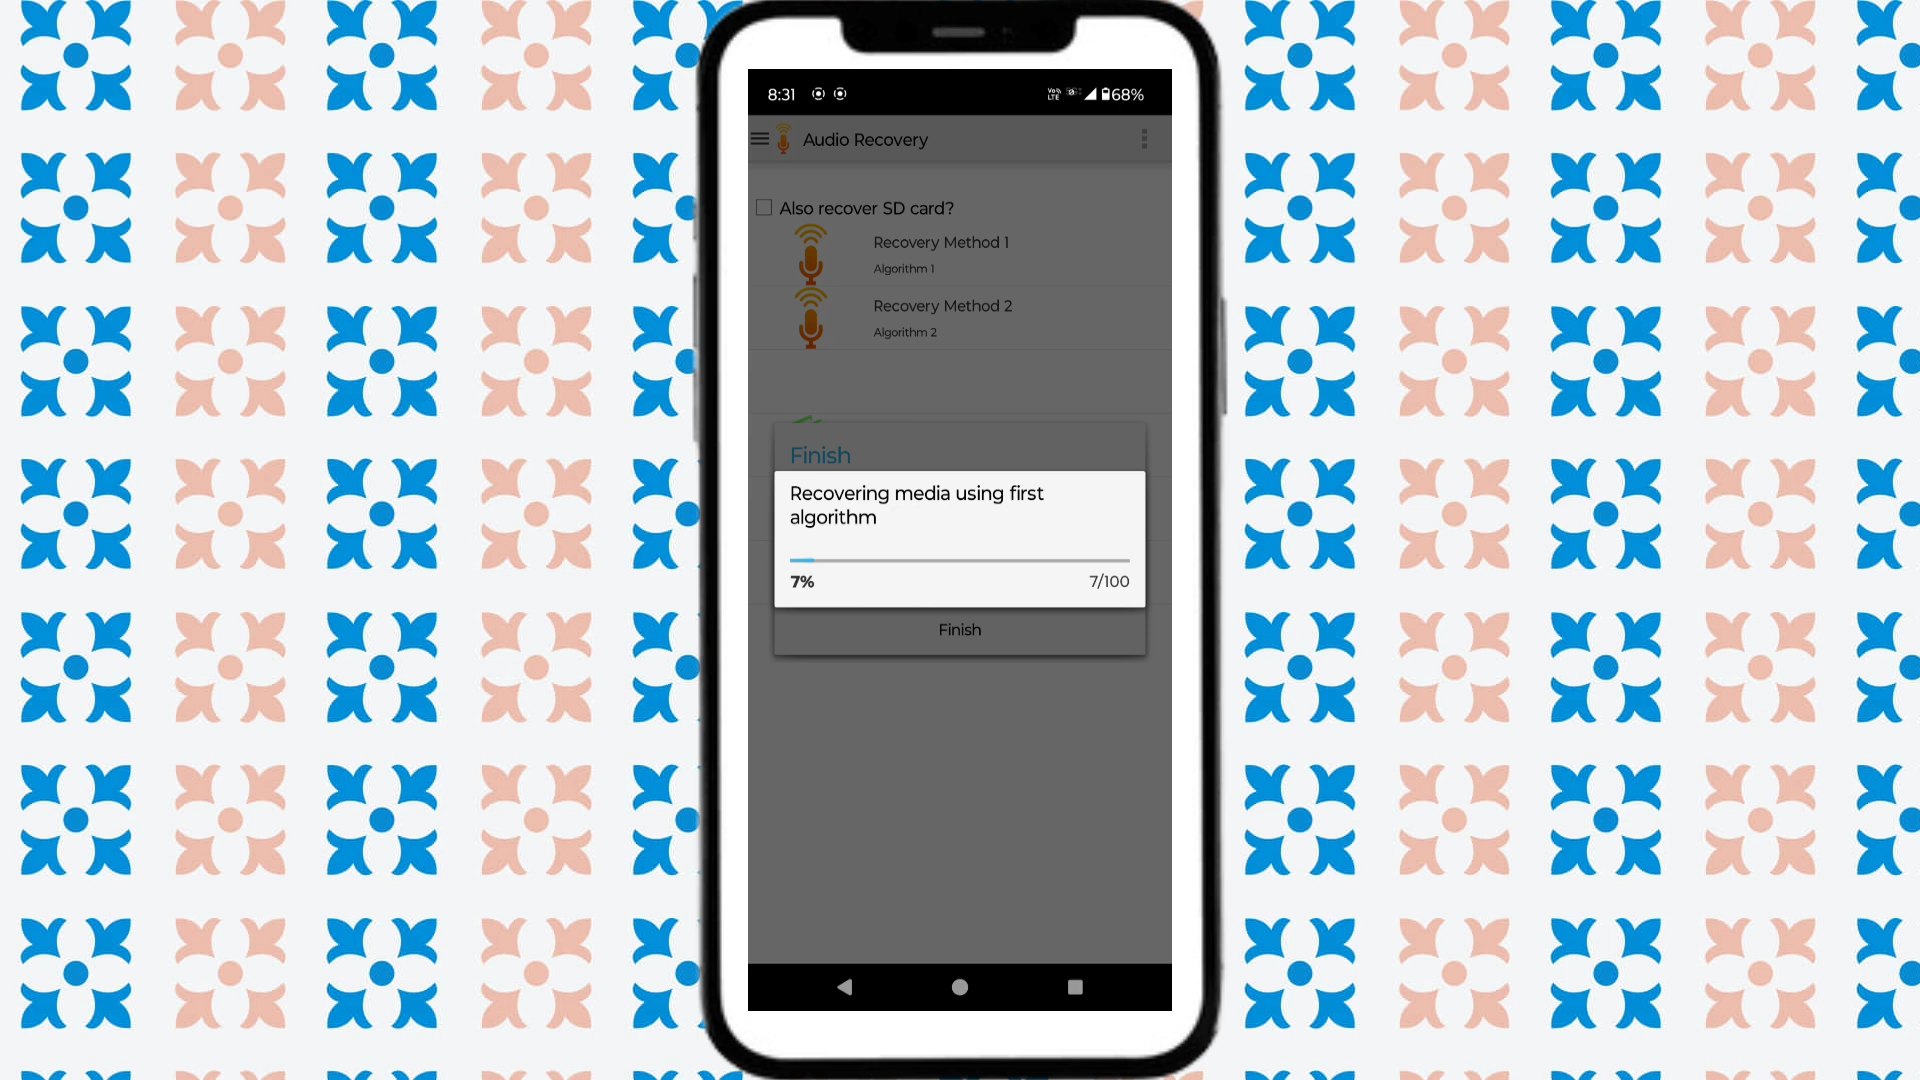 8:31
68%
Audio Recovery
Also recover SD card?
Recovery Method 1
Algorithm 1
Recovery Method 2
Algorithm 2
Finish
Recovering media using first
algorithm
7% 7/100
Finish